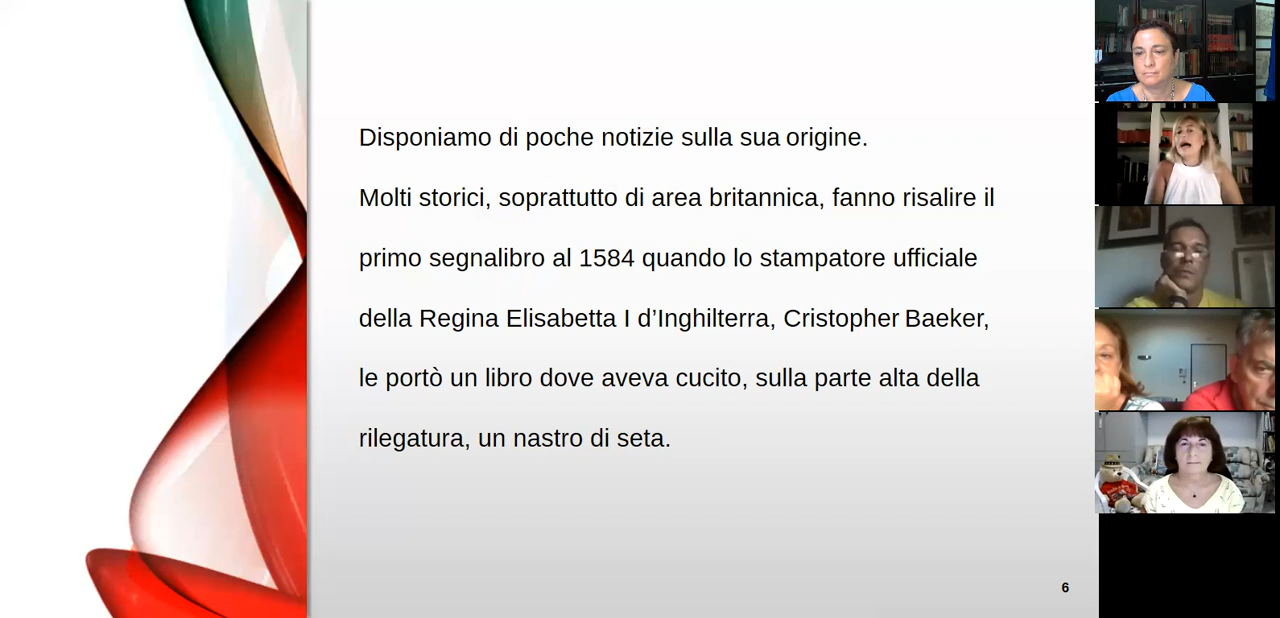 Disponiamo di poche notizie sulla sua origine.
Molti storici, soprattutto di area britannica, fanno risalire il
primo segnalibro al 1584 quando lo stampatore ufficiale
della Regina Elisabetta I d’Inghilterra, Cristopher Baeker,
le portò un libro dove aveva cucito, sulla parte alta della
rilegatura, un nastro di seta.
6